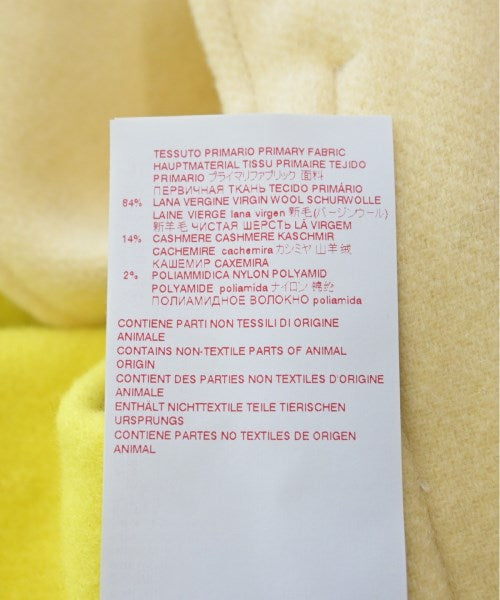 TESSUTO PRIMARIO PRIMARY FABRIC
HAUPTMATERIAL TISSU PRIMAIRE TEJIDO
PRIMARIO プライマリファブリック 面料
ПЕРВИЧНАЯ ТКАНЬ TECIDO PRIMÁRIO
84% LANA VERGINE VIRGIN WOOL SCHURWOLLE
LAINE VIERGE lana virgen 新毛(バージンウール)
新羊毛 ЧИСТАЯ ШЕРСТЬ LÃ VIRGEM
14% CASHMERE CASHMERE KASCHMIR
CACHEMIRE cachemira カシミヤ 山羊绒
КАШЕМИР CAXEMIRA
2% POLIAMMIDICA NYLON POLYAMID
POLYAMIDE poliamida ナイロン 锦纶
ПОЛИАМИДНОЕ ВОЛОКНО poliamida
CONTIENE PARTI NON TESSILI DI ORIGINE
ANIMALE
CONTAINS NON-TEXTILE PARTS OF ANIMAL
ORIGIN
CONTIENT DES PARTIES NON TEXTILES D'ORIGINE
ANIMALE
ENTHÄLT NICHTTEXTILE TEILE TIERISCHEN
URSPRUNGS
CONTIENE PARTES NO TEXTILES DE ORIGEN
ANIMAL